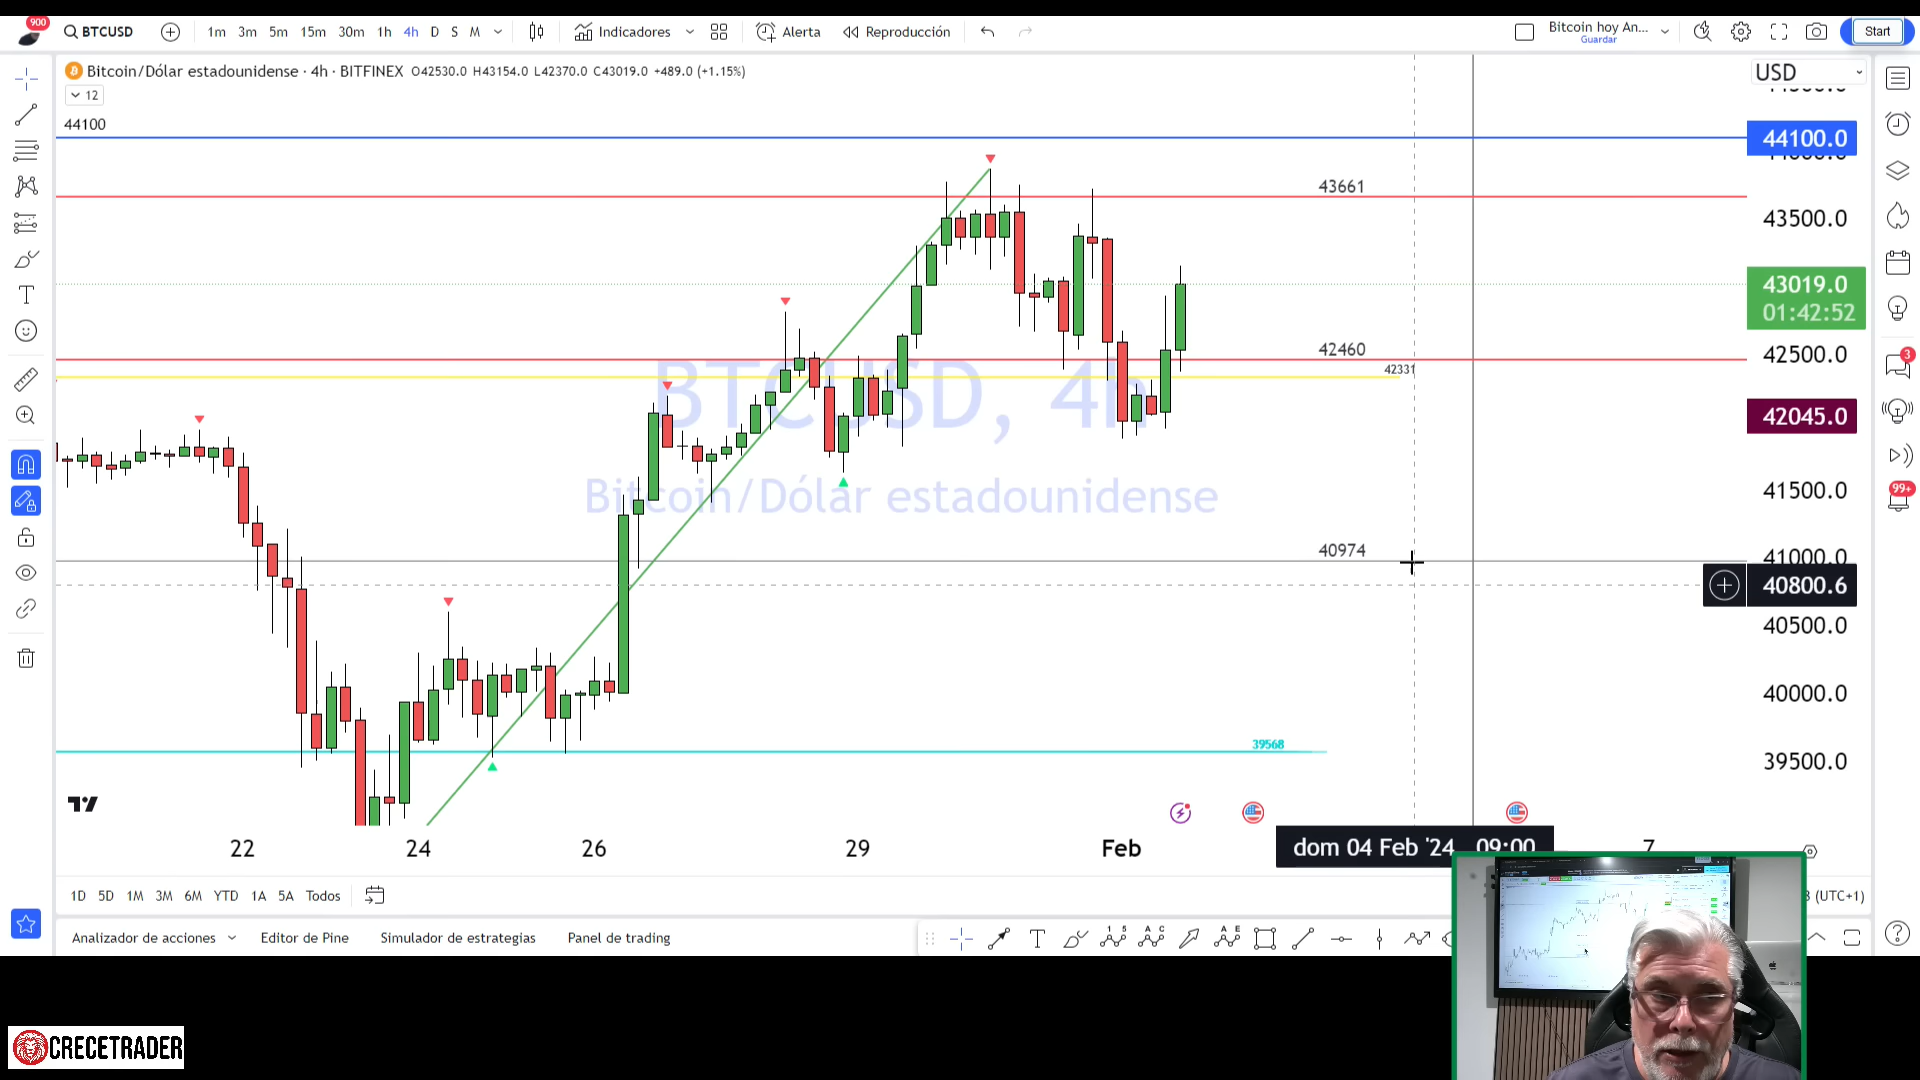 900
BTCUSD
1m 3m 5m 15m 30m 1h 4h D S M
Indicadores
Alerta
Reproducción
Bitcoin hoy An...
Guardar
Start
Bitcoin/Dólar estadounidense · 4h · BITFINEX O42530.0 H43154.0 L42370.0 C43019.0 +489.0 (+1.15%)
USD
12
44100
44100.0
43661
43500.0
43019.0
01:42:52
42460
42500.0
42331
BTCUSD, 4h
42045.0
Bitcoin/Dólar estadounidense
41500.0
40974
41000.0
40800.6
40500.0
40000.0
39568
39500.0
3
99+
22 24 26 29 Feb dom 04 Feb '24 09:00 7
1D 5D 1M 3M 6M YTD 1A 5A Todos
(UTC+1)
Analizador de acciones
Editor de Pine
Simulador de estrategias
Panel de trading
CRECETRADER